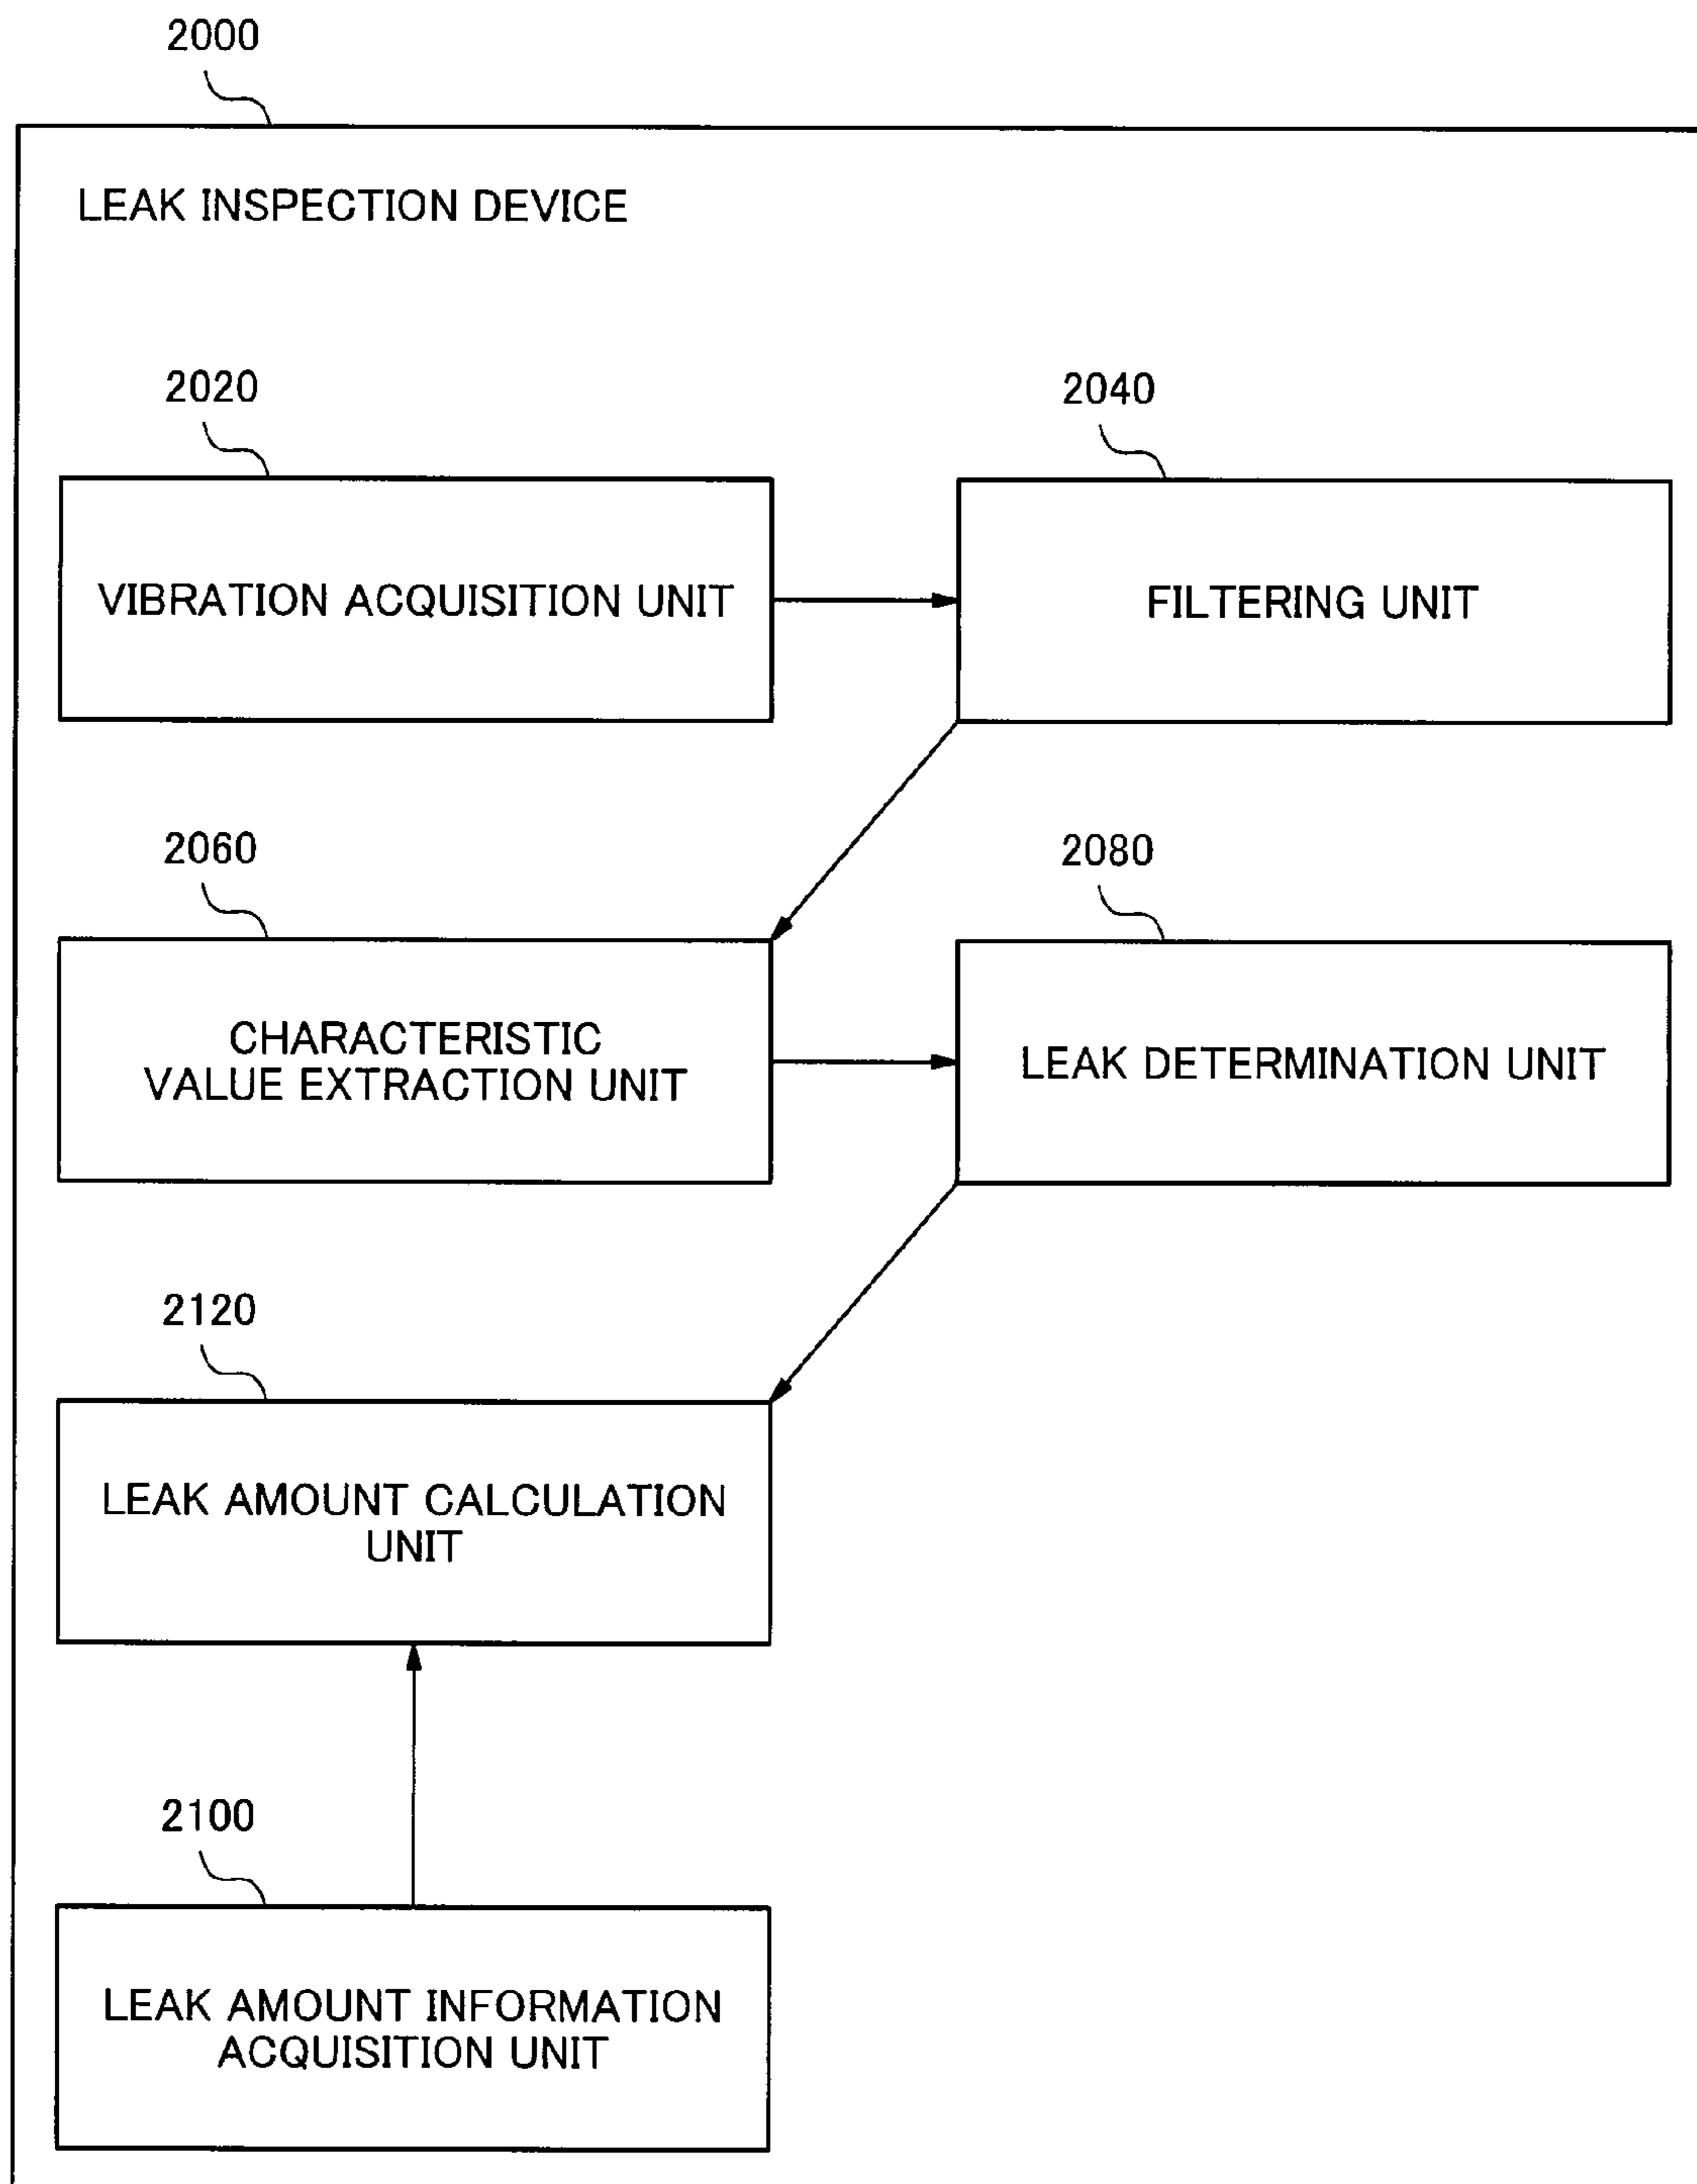 2000
LEAK INSPECTION DEVICE
2020
2040
VIBRATION ACQUISITION UNIT
FILTERING UNIT
2060
2080
CHARACTERISTIC
VALUE EXTRACTION UNIT
LEAK DETERMINATION UNIT
2120
LEAK AMOUNT CALCULATION
UNIT
2100
LEAK AMOUNT INFORMATION
ACQUISITION UNIT